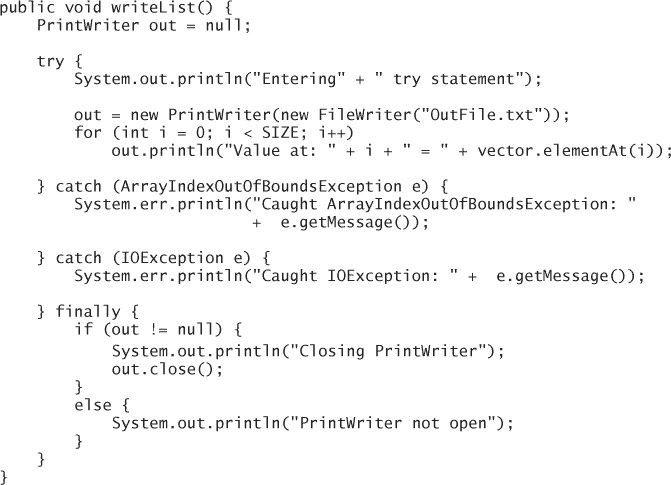 public void writeList() {
    PrintWriter out = null;

    try {
        System.out.println("Entering" + " try statement");

        out = new PrintWriter(new FileWriter("OutFile.txt"));
        for (int i = 0; i < SIZE; i++)
            out.println("Value at: " + i + " = " + vector.elementAt(i));

    } catch (ArrayIndexOutOfBoundsException e) {
        System.err.println("Caught ArrayIndexOutOfBoundsException: "
                           +  e.getMessage());

    } catch (IOException e) {
        System.err.println("Caught IOException: " +  e.getMessage());

    } finally {
        if (out != null) {
            System.out.println("Closing PrintWriter");
            out.close();
        }
        else {
            System.out.println("PrintWriter not open");
        }
    }
}